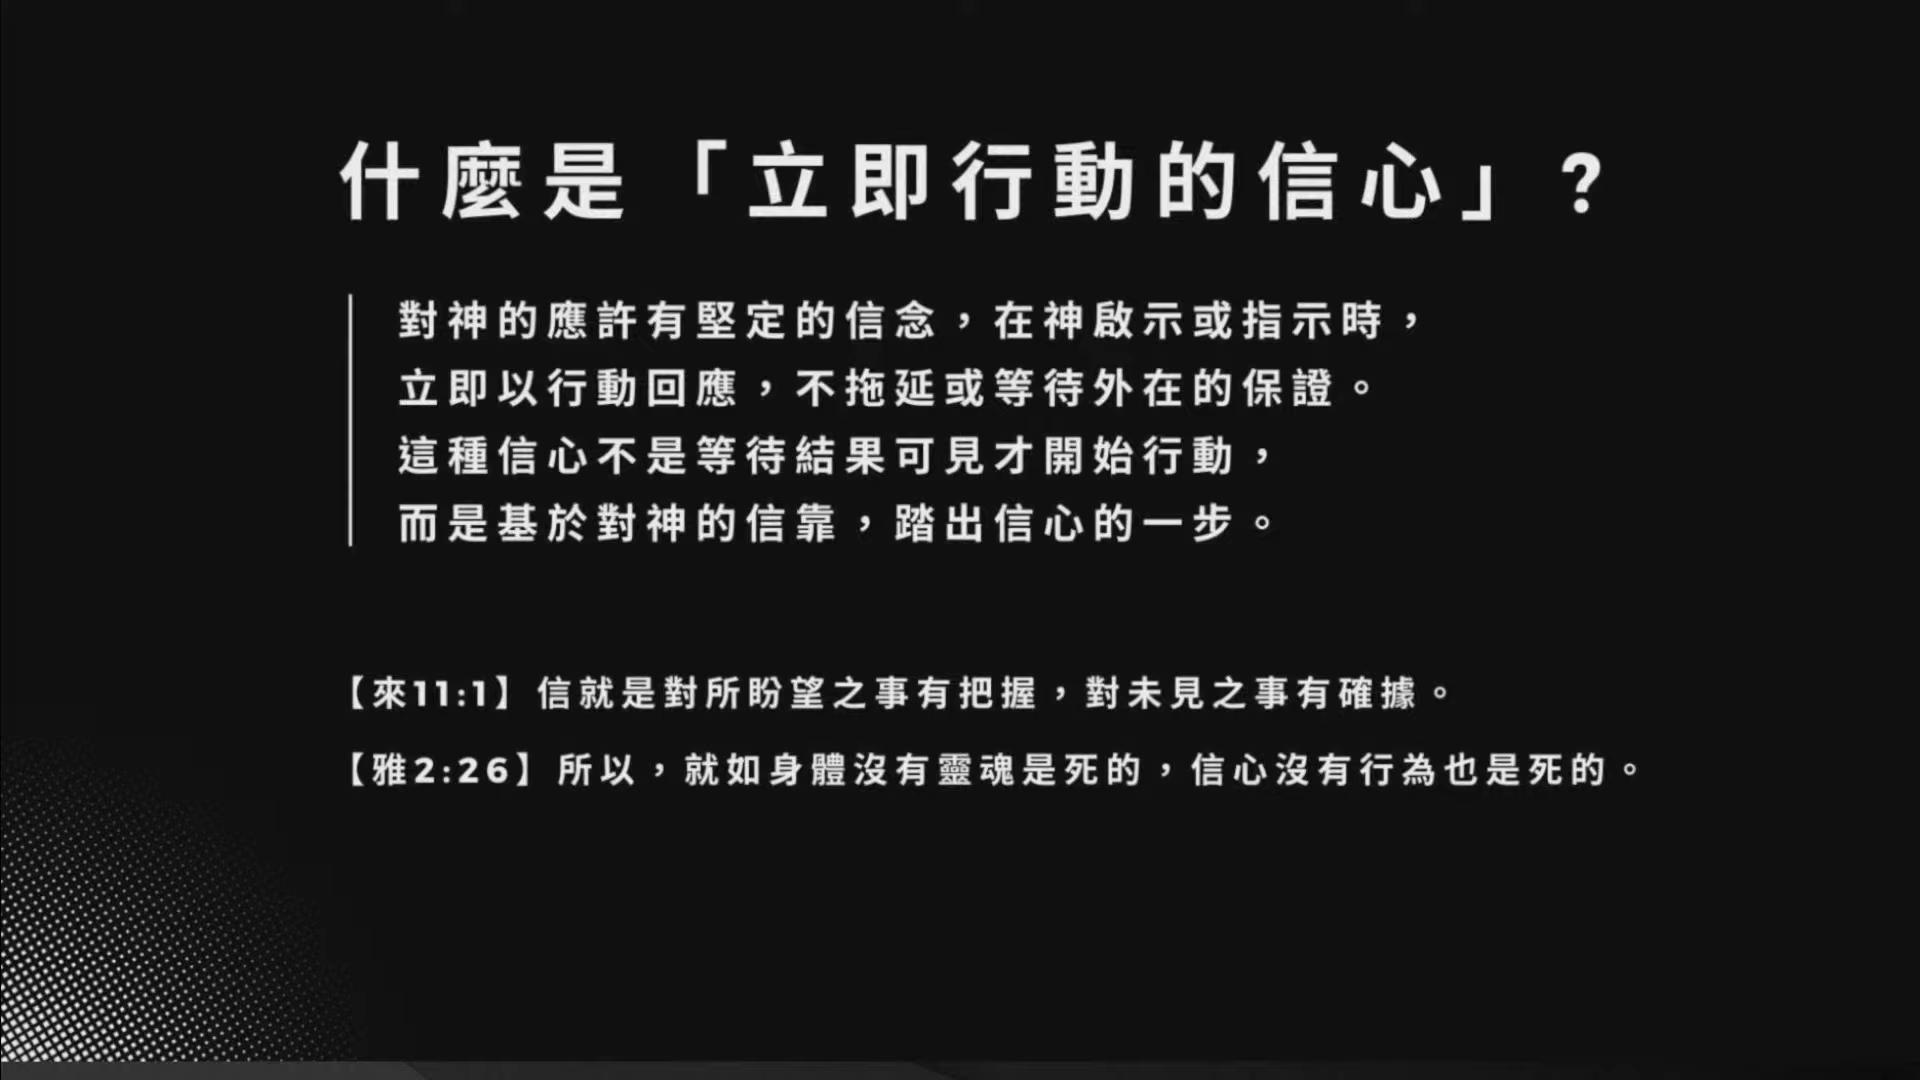 什麼是「立即行動的信心」?
對神的應許有堅定的信念，在神啟示或指示時，
立即以行動回應，不拖延或等待外在的保證。
這種信心不是等待結果可見才開始行動，
而是基於對神的信靠，踏出信心的一步。
【來11:1】信就是對所盼望之事有把握，對未見之事有確據。
【雅2:26】所以，就如身體沒有靈魂是死的，信心沒有行為也是死的。